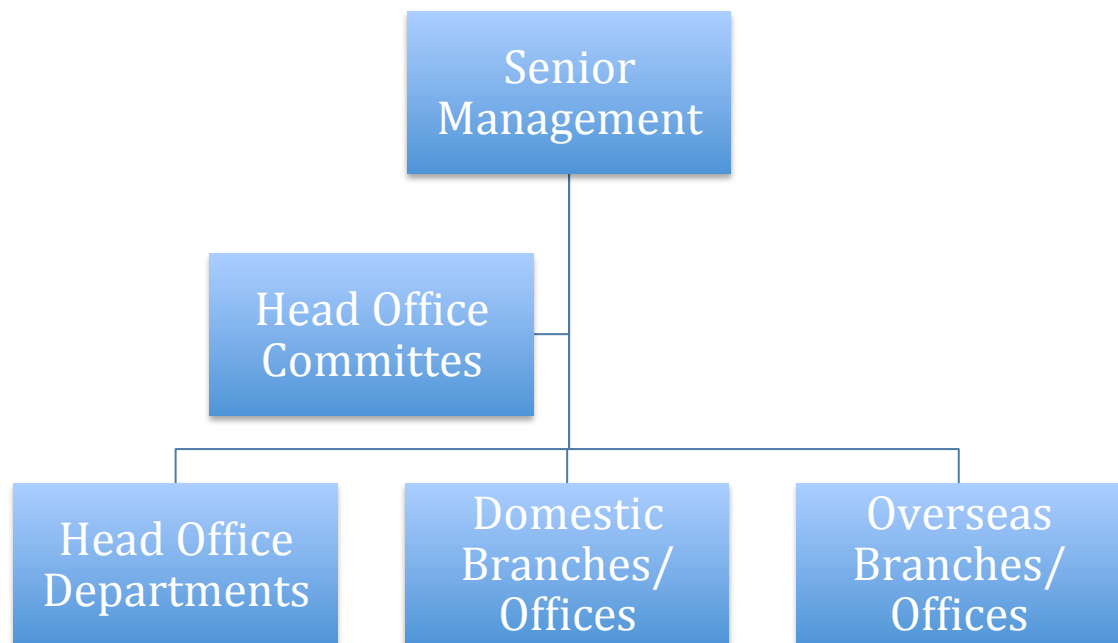 Senior
Management
Head Office
Committes
Head Office
Departments
Domestic
Branches/
Offices
Overseas
Branches/
Offices